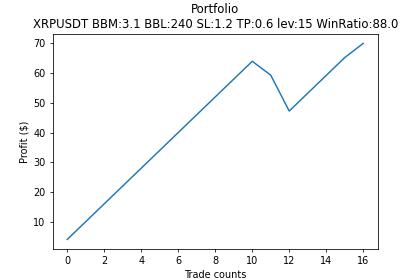 Portfolio
XRPUSDT BBM:3.1 BBL:240 SL:1.2 TP:0.6 lev:15 WinRatio:88.0
70
60
50
40
30
20
10
Profit ($)
0 2 4 6 8 10 12 14 16
Trade counts